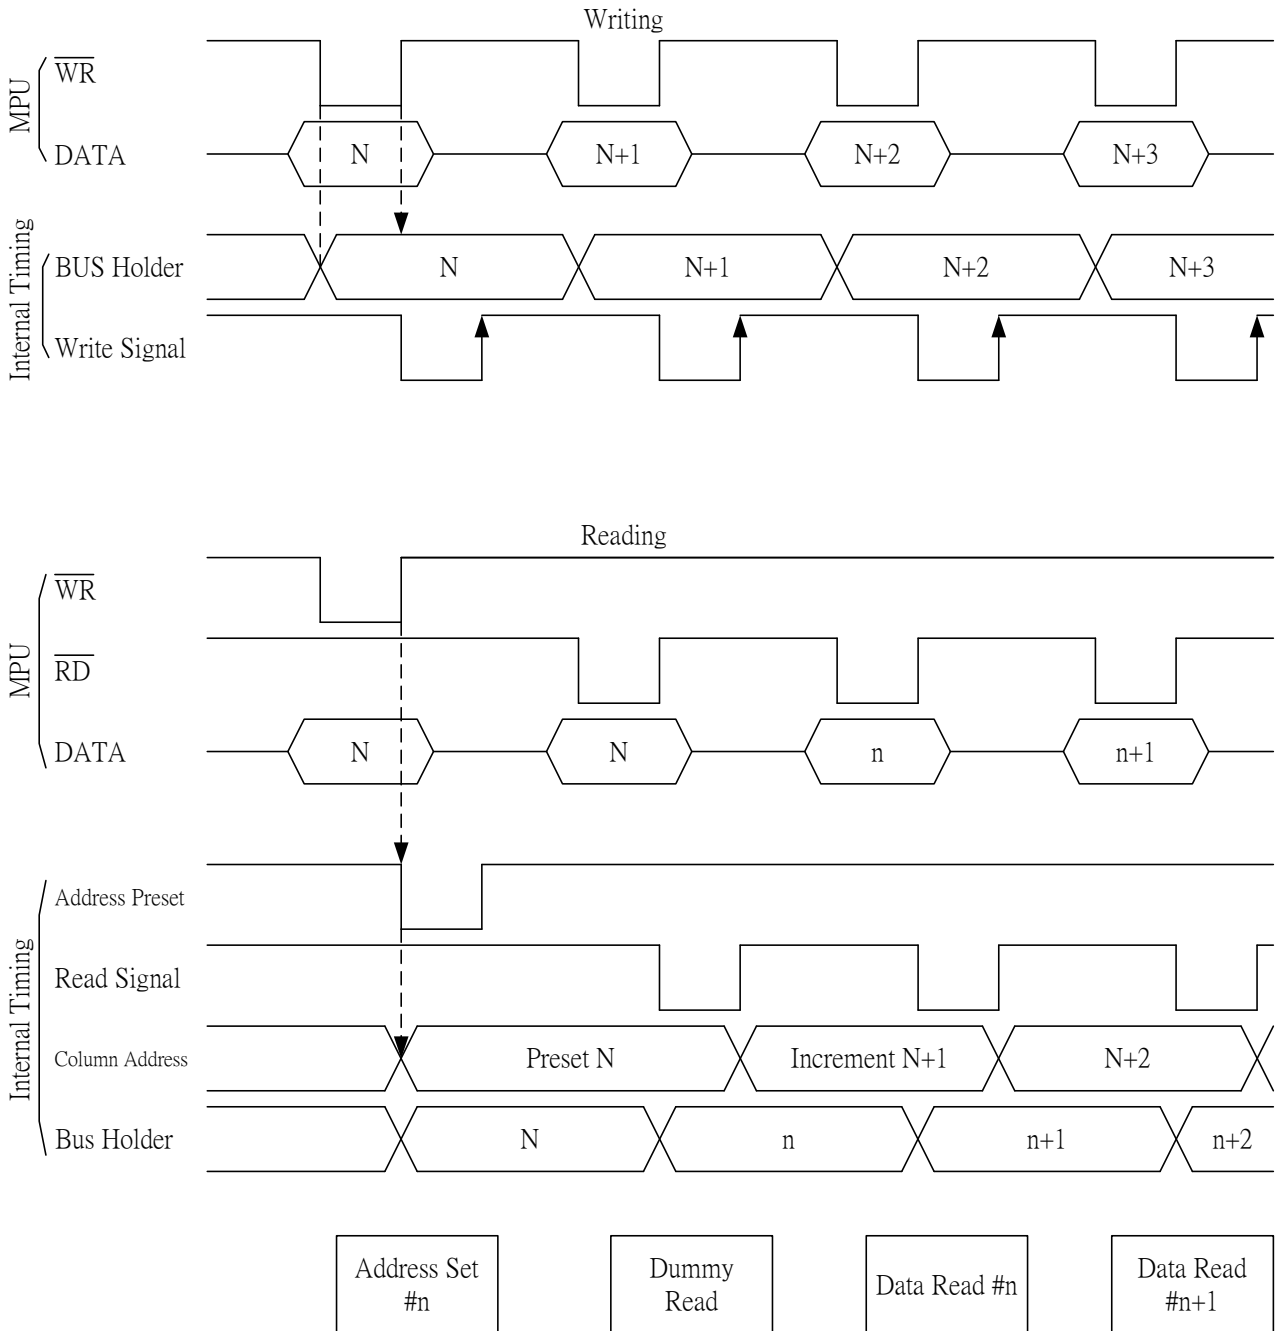 Writing
MPU
WR
DATA
N
N+1
N+2
N+3
Internal Timing
BUS Holder
N
N+1
N+2
N+3
Write Signal
Reading
MPU
WR
RD
DATA
N
N
n
n+1
Internal Timing
Address Preset
Read Signal
Column Address
Preset N
Increment N+1
N+2
Bus Holder
N
n
n+1
n+2
Address Set
#n
Dummy
Read
Data Read #n
Data Read
#n+1